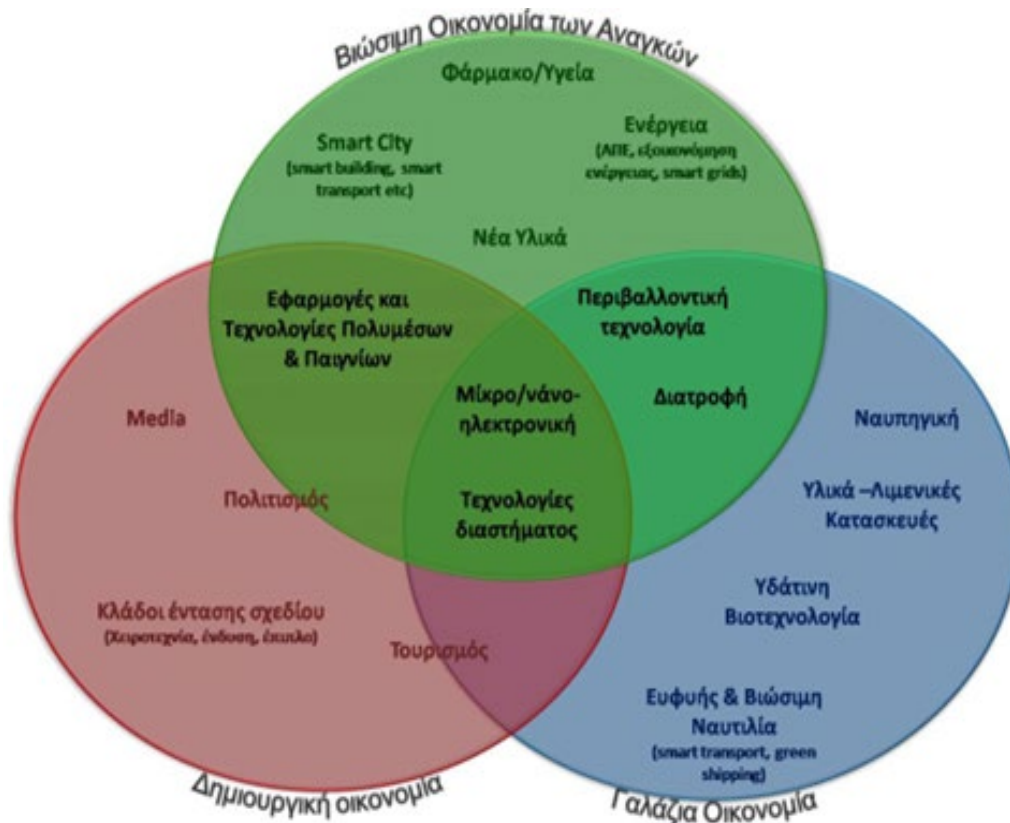 Βιώσιμη Οικονομία των Αναγκών
Φάρμακο/Υγεία
Smart City
(smart building, smart
transport etc)
Ενέργεια
(ΑΠΕ, εξοικονόμηση
ενέργειας, smart grids)
Νέα Υλικά
Εφαρμογές και
Τεχνολογίες Πολυμέσων
& Παιγνίων
Περιβαλλοντική
τεχνολογία
Μίκρο/νάνο-
ηλεκτρονική
Διατροφή
Media
Ναυπηγική
Πολιτισμός
Τεχνολογίες
διαστήματος
Υλικά –Λιμενικές
Κατασκευές
Κλάδοι έντασης σχεδίου
(Χειροτεχνία, ένδυση, έπιπλο)
Υδάτινη
Βιοτεχνολογία
Τουρισμός
Ευφυής & Βιώσιμη
Ναυτιλία
(smart transport, green
shipping)
Δημιουργική οικονομία
Γαλάζια Οικονομία